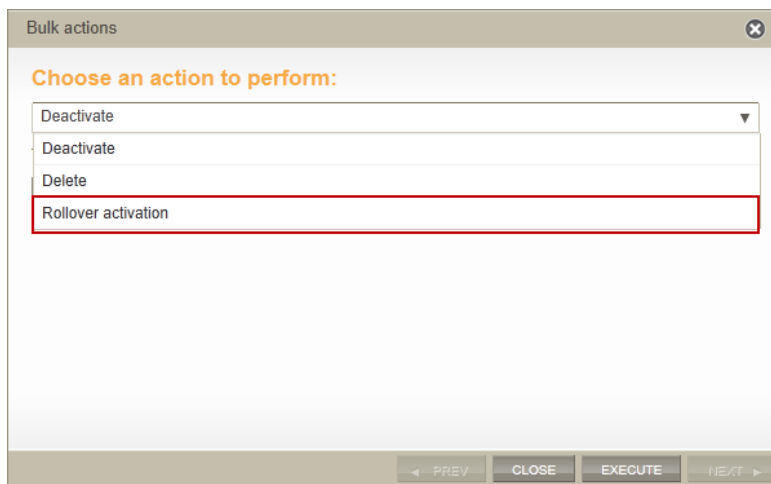 Bulk actions
Choose an action to perform:
Deactivate
Deactivate
Delete
Rollover activation
◄ PREV CLOSE EXECUTE NEXT ►